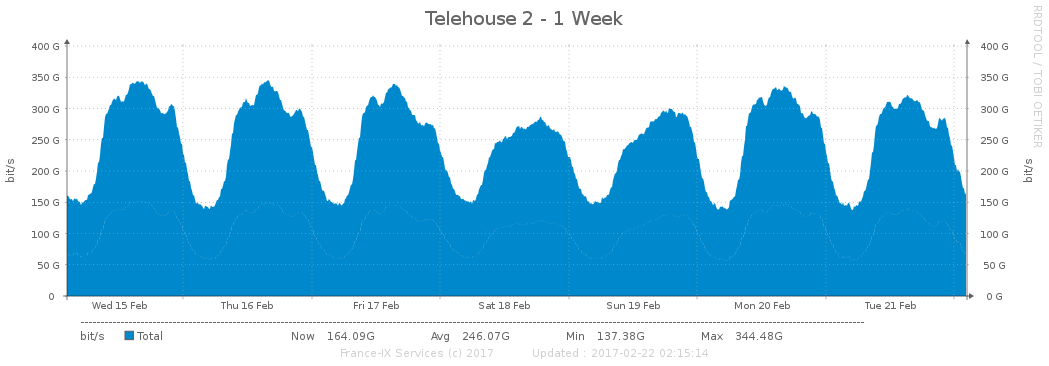 Telehouse 2 - 1 Week
RRDTOOL / TOBI OETIKER
400 G 400 G
350 G 350 G
300 G 300 G
250 G 250 G
200 G 200 G
150 G 150 G
100 G 100 G
50 G 50 G
0 0 G
bit/s bit/s
Wed 15 Feb Thu 16 Feb Fri 17 Feb Sat 18 Feb Sun 19 Feb Mon 20 Feb Tue 21 Feb
bit/s Total Now 164.09G Avg 246.07G Min 137.38G Max 344.48G
France-IX Services (c) 2017 Updated : 2017-02-22 02:15:14